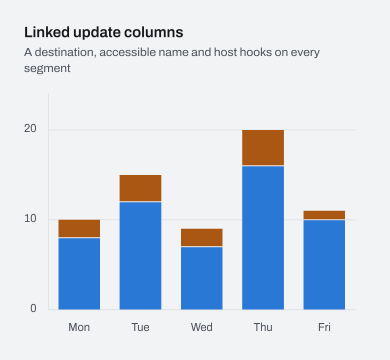 Linked update columns
A destination, accessible name and host hooks on every
segment
20
10
0
Mon Tue Wed Thu Fri